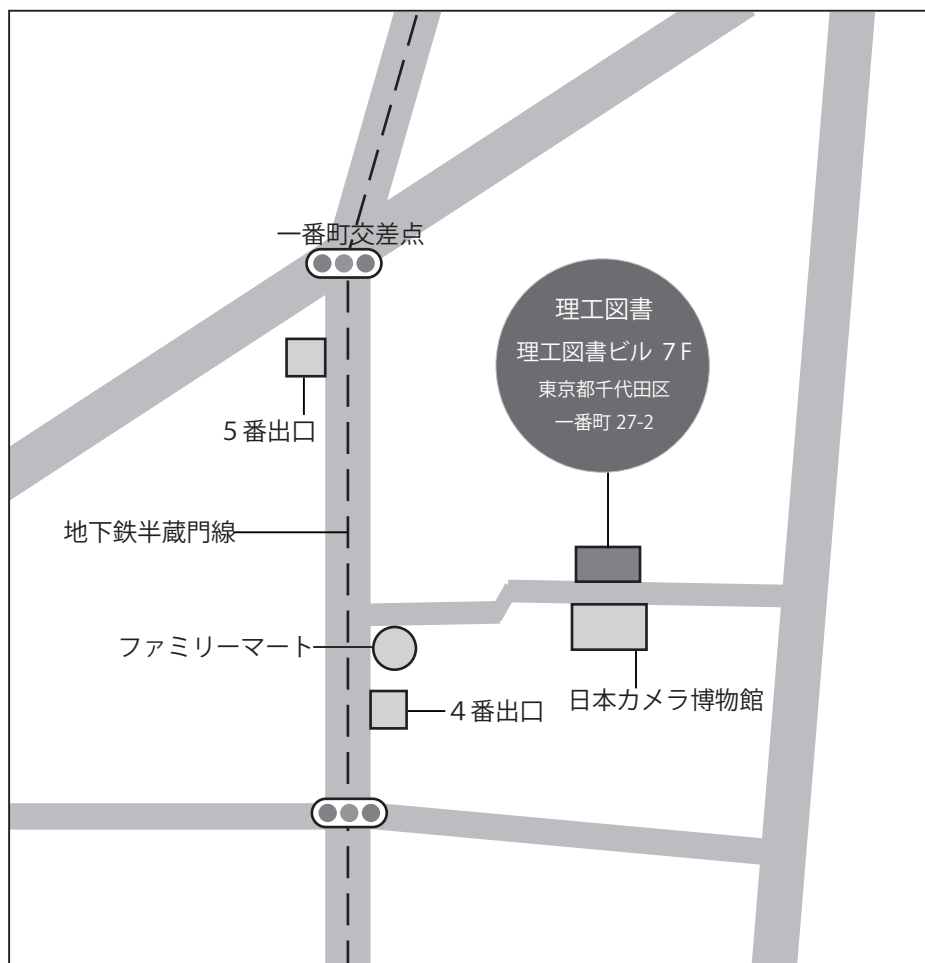 一番町交差点
理工図書
理工図書ビル 7F
東京都千代田区
一番町 27-2
5番出口
地下鉄半蔵門線
ファミリーマート
4番出口
日本カメラ博物館